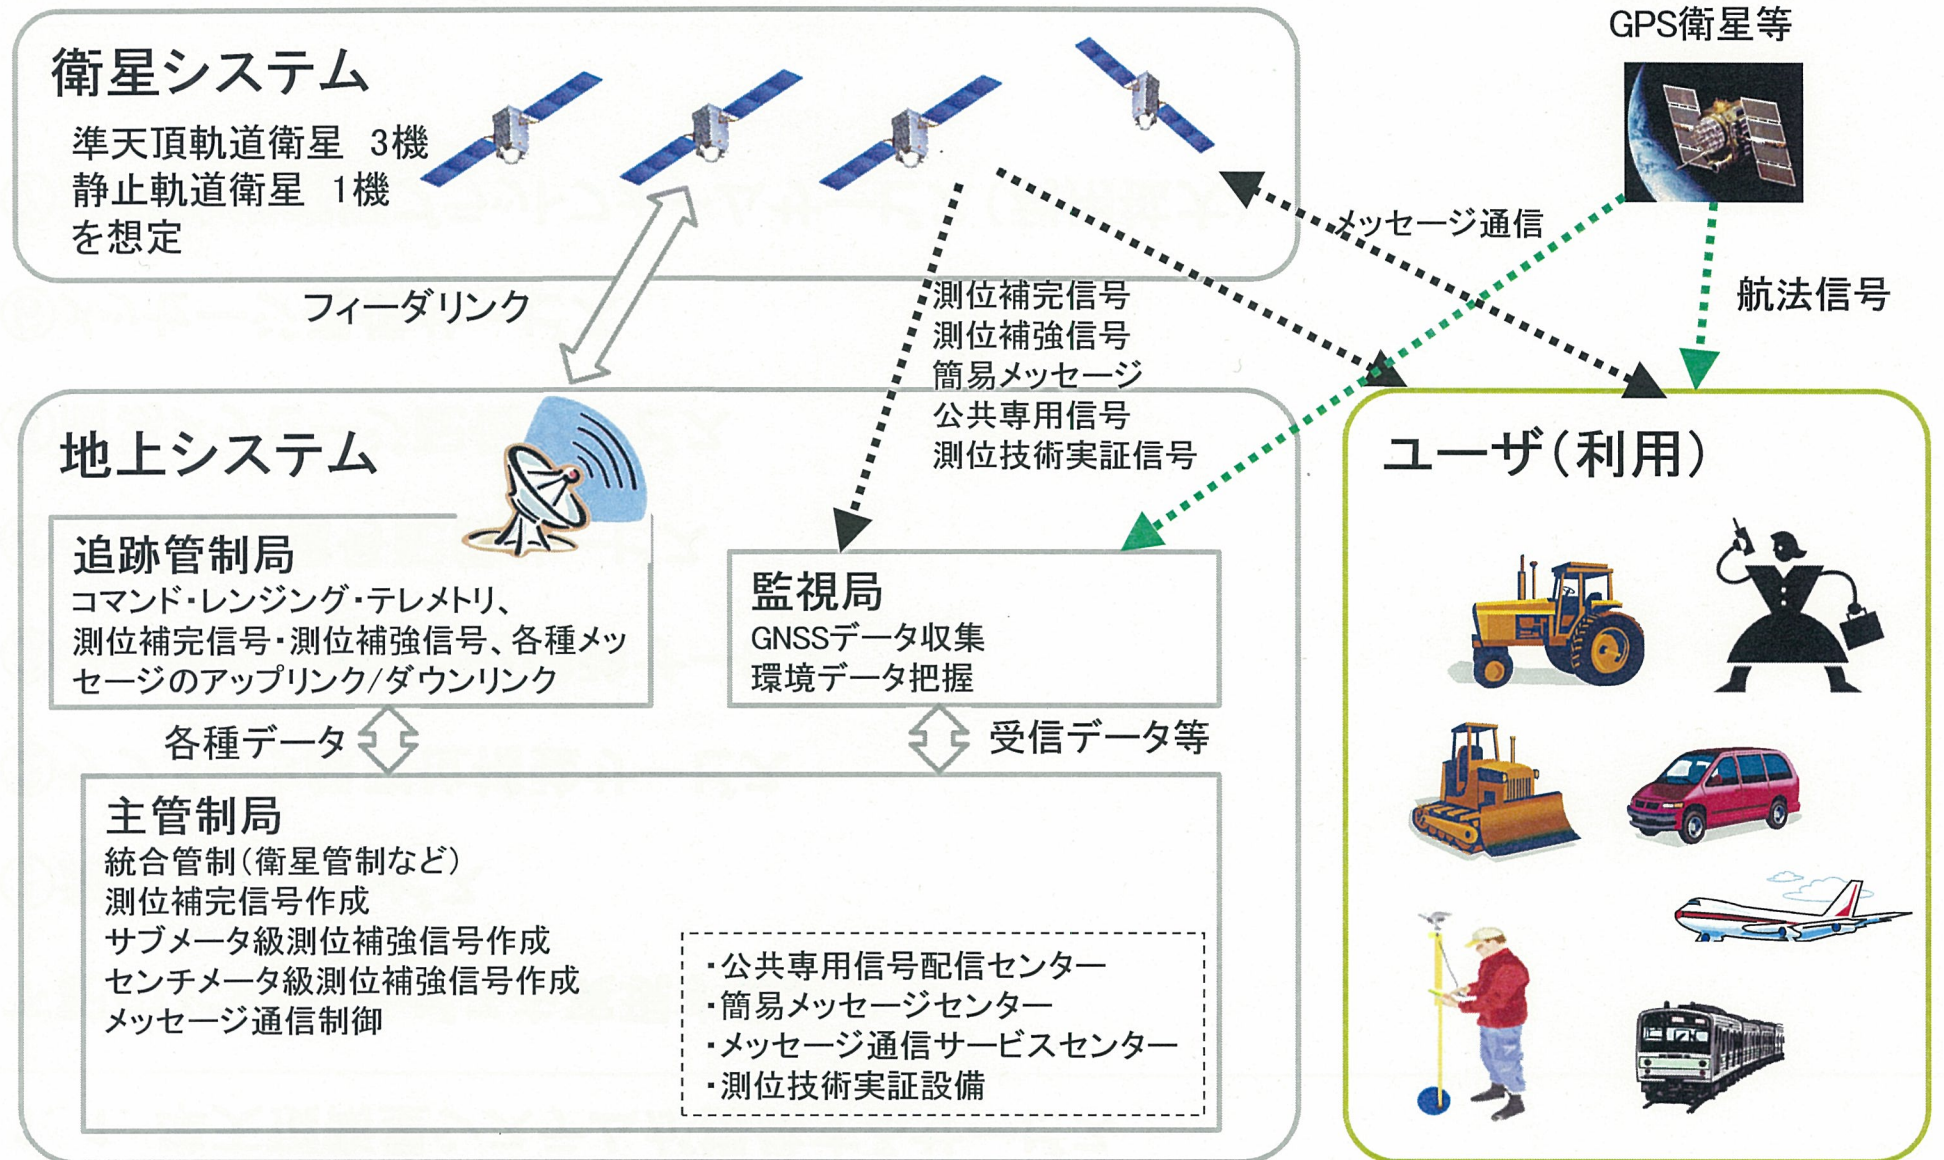 衛星システム
準天頂軌道衛星 3機
静止軌道衛星 1機
を想定
GPS衛星等
メッセージ通信
航法信号
フィーダリンク
測位補完信号
測位補強信号
簡易メッセージ
公共専用信号
測位技術実証信号
地上システム
追跡管制局
コマンド・レンジング・テレメトリ、
測位補完信号・測位補強信号、各種メッ
セージのアップリンク/ダウンリンク
監視局
GNSSデータ収集
環境データ把握
各種データ
受信データ等
主管制局
統合管制(衛星管制など)
測位補完信号作成
サブメータ級測位補強信号作成
センチメータ級測位補強信号作成
メッセージ通信制御
・公共専用信号配信センター
・簡易メッセージセンター
・メッセージ通信サービスセンター
・測位技術実証設備
ユーザ(利用)